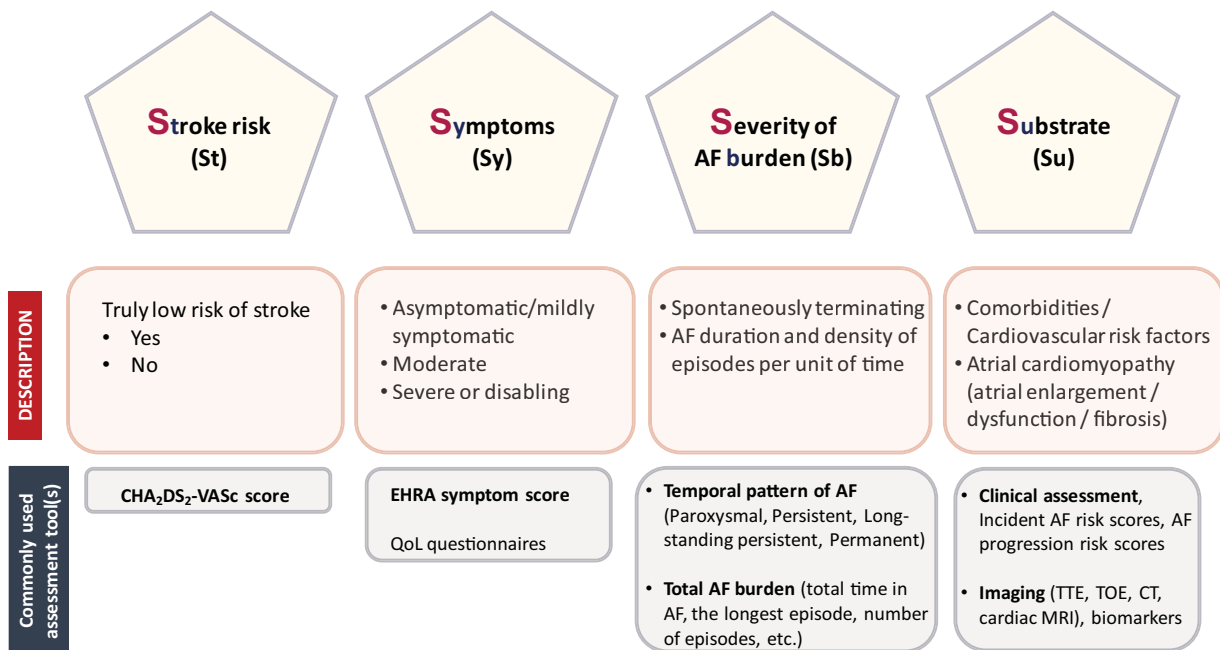 Stroke risk
(St)
Symptoms
(Sy)
Severity of
AF burden (Sb)
Substrate
(Su)
DESCRIPTION
Truly low risk of stroke
• Yes
• No
• Asymptomatic/mildly
symptomatic
• Moderate
• Severe or disabling
• Spontaneously terminating
• AF duration and density of
episodes per unit of time
• Comorbidities /
Cardiovascular risk factors
• Atrial cardiomyopathy
(atrial enlargement /
dysfunction / fibrosis)
Commonly used
assessment tool(s)
CHA₂DS₂-VASc score
EHRA symptom score
QoL questionnaires
• Temporal pattern of AF
(Paroxysmal, Persistent, Long-
standing persistent, Permanent)
• Total AF burden (total time in
AF, the longest episode, number
of episodes, etc.)
• Clinical assessment,
Incident AF risk scores, AF
progression risk scores
• Imaging (TTE, TOE, CT,
cardiac MRI), biomarkers